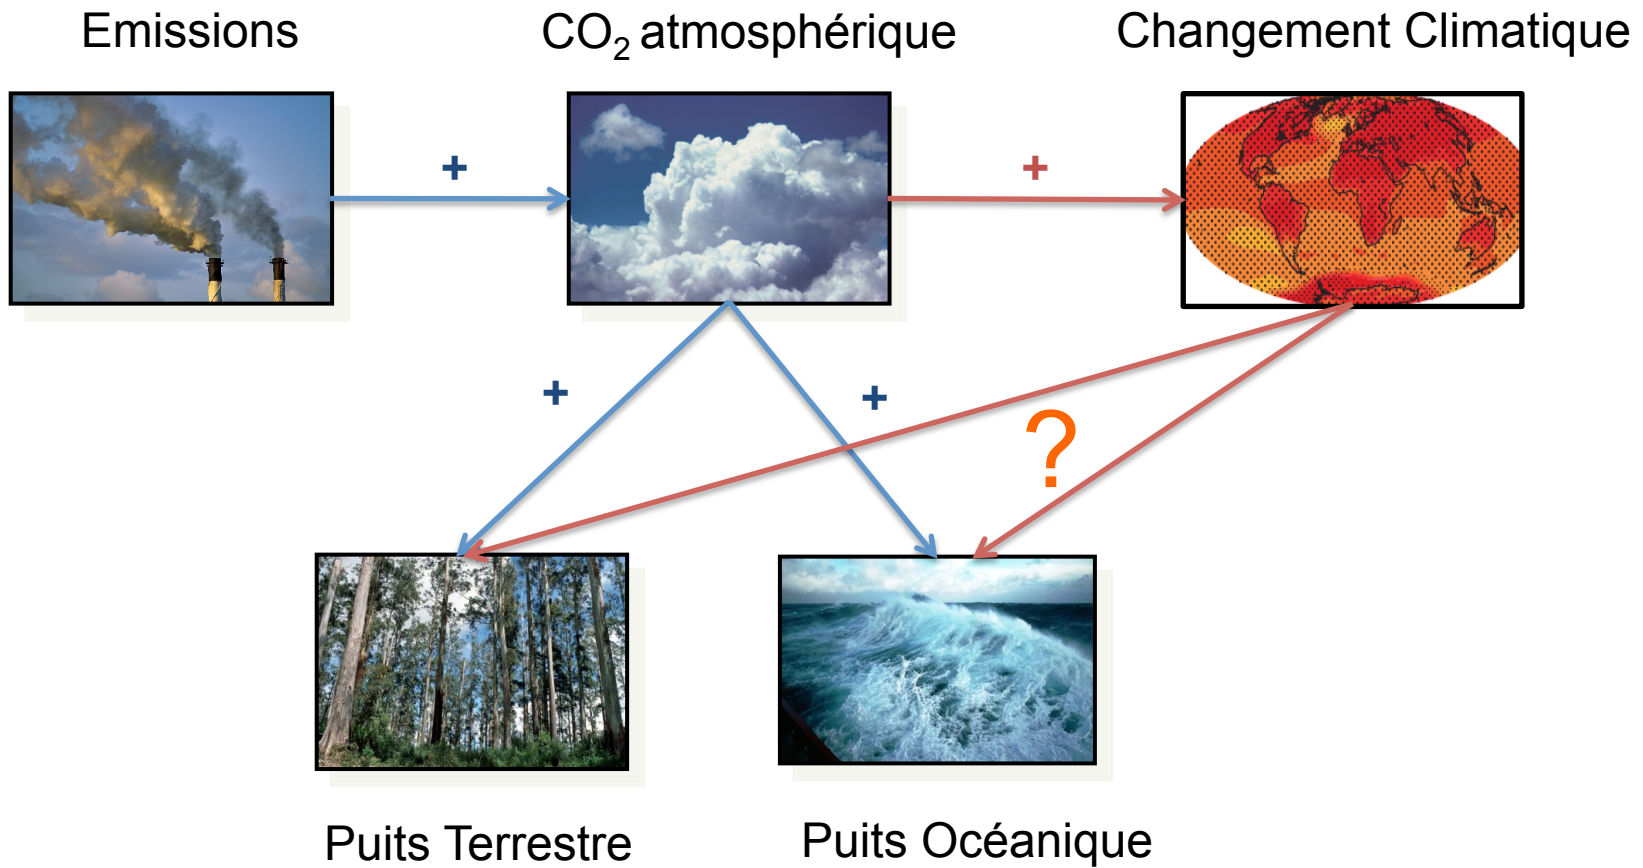 Emissions
CO₂ atmosphérique
Changement Climatique
+
+
+
+
?
Puits Terrestre
Puits Océanique